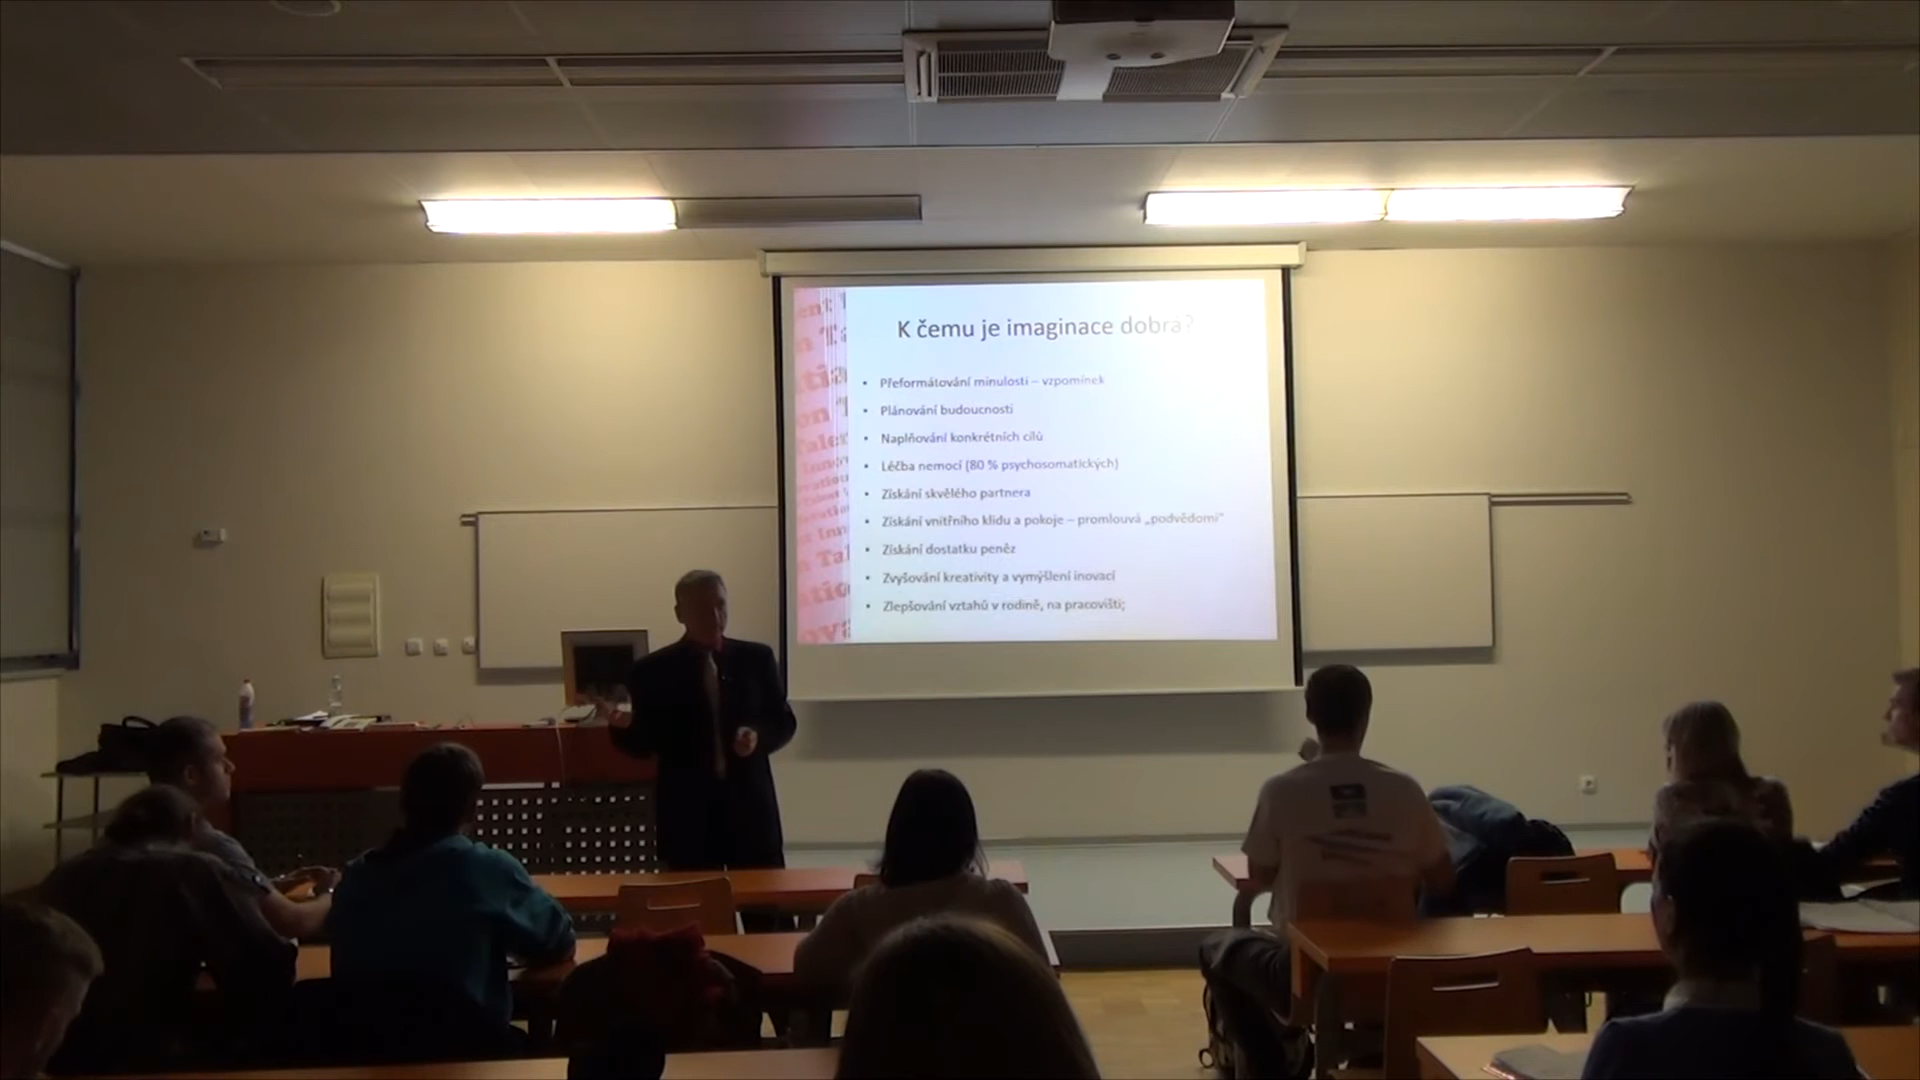 K čemu je imaginace dobrá?
• Přeformátování minulosti – vzpomínek
• Plánování budoucnosti
• Naplňování konkrétních cílů
• Léčba nemocí (80 % psychosomatických)
• Získání skvělého partnera
• Získání vnitřního klidu a pokoje – promlouvá „podvědomí"
• Získání dostatku peněz
• Zvyšování kreativity a vymýšlení inovací
• Zlepšování vztahů v rodině, na pracovišti;